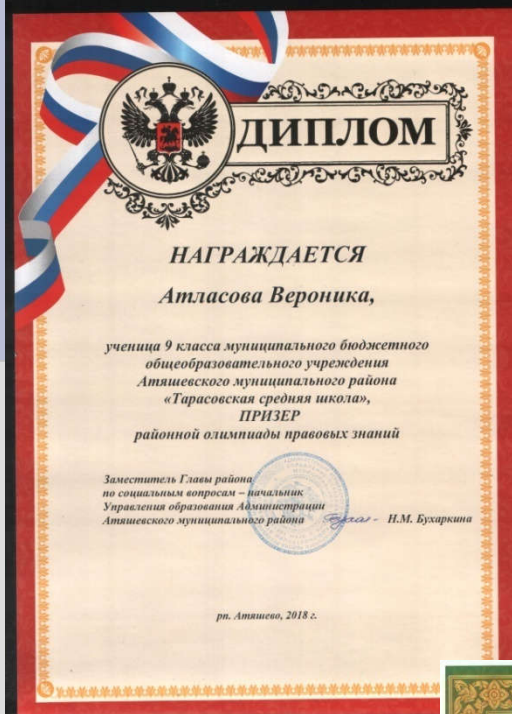 ДИПЛОМ
НАГРАЖДАЕТСЯ
Атласова Вероника,
ученица 9 класса муниципального бюджетного
общеобразовательного учреждения
Атяшевского муниципального района
«Тарасовская средняя школа»,
ПРИЗЕР
районной олимпиады правовых знаний
Заместитель Главы района
по социальным вопросам – начальник
Управления образования Администрации
Атяшевского муниципального района Н.М. Бухаркина
рп. Атяшево, 2018 г.